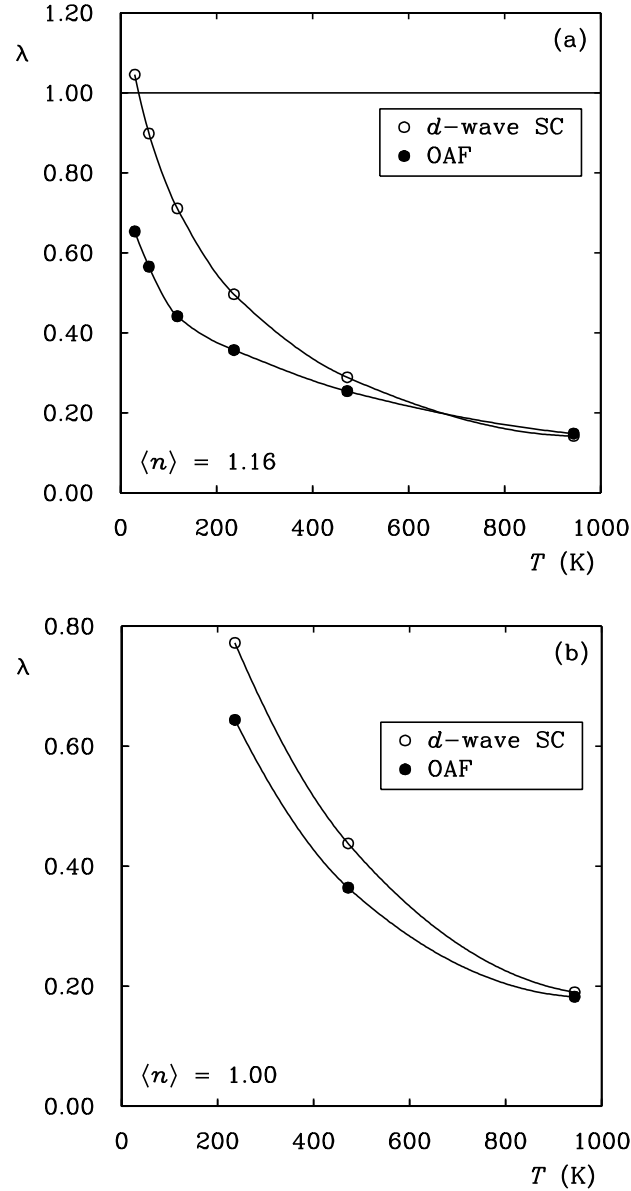 1.20
(a)
λ
1.00
d-wave SC
0.80
OAF
0.60
0.40
0.20
⟨n⟩ = 1.16
0.00
0 200 400 600 800 1000
T (K)
0.80
(b)
λ
d-wave SC
OAF
0.60
0.40
0.20
⟨n⟩ = 1.00
0.00
0 200 400 600 800 1000
T (K)